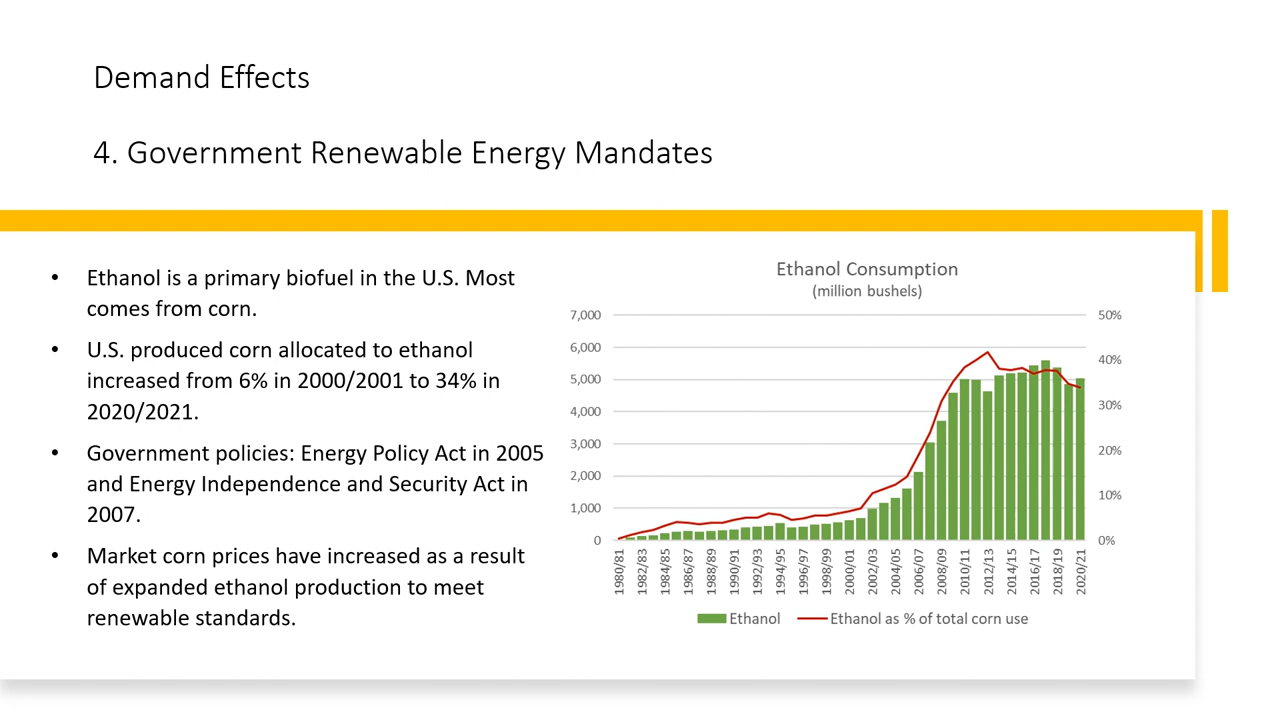 Demand Effects
4. Government Renewable Energy Mandates
• Ethanol is a primary biofuel in the U.S. Most
comes from corn.
• U.S. produced corn allocated to ethanol
increased from 6% in 2000/2001 to 34% in
2020/2021.
• Government policies: Energy Policy Act in 2005
and Energy Independence and Security Act in
2007.
• Market corn prices have increased as a result
of expanded ethanol production to meet
renewable standards.
Ethanol Consumption
(million bushels)
7,000
6,000
5,000
4,000
3,000
2,000
1,000
0
50%
40%
30%
20%
10%
0%
1980/81
1982/83
1984/85
1986/87
1988/89
1990/91
1992/93
1994/95
1996/97
1998/99
2000/01
2002/03
2004/05
2006/07
2008/09
2010/11
2012/13
2014/15
2016/17
2018/19
2020/21
Ethanol
Ethanol as % of total corn use